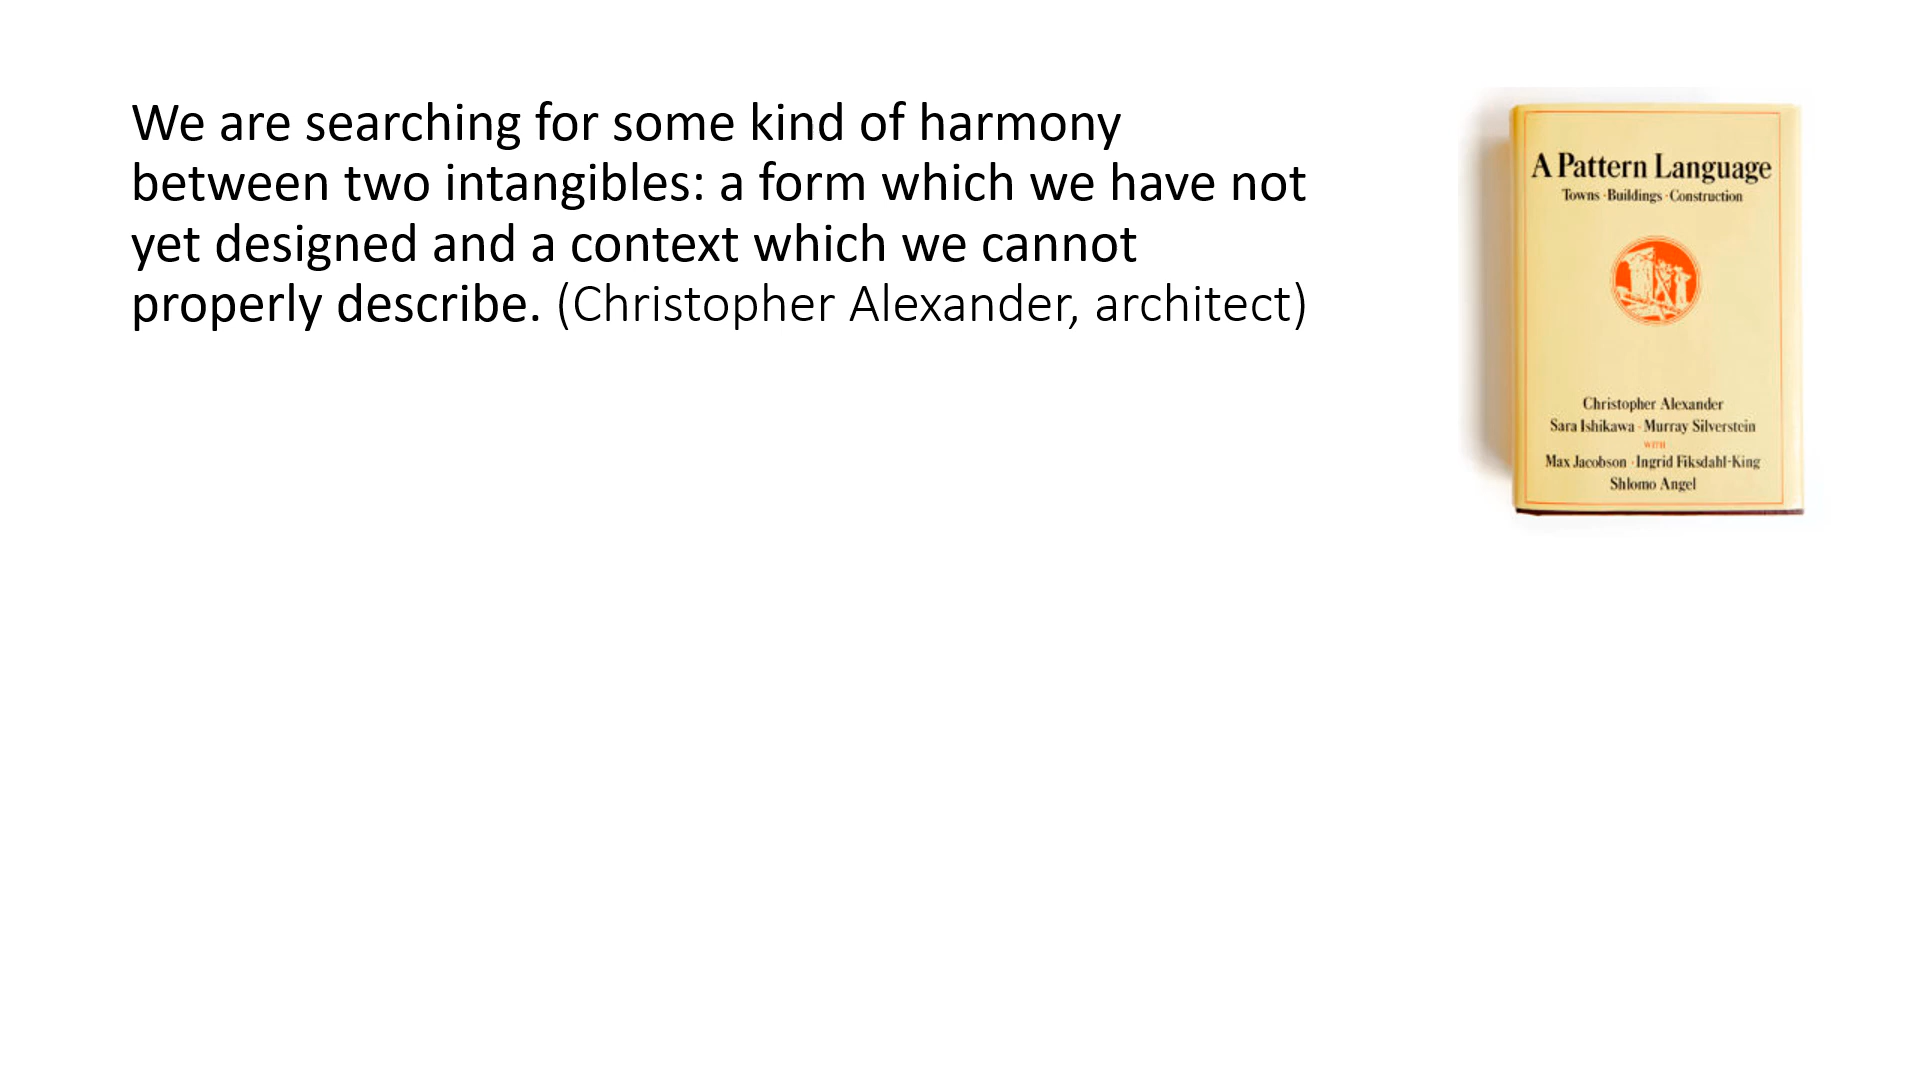 We are searching for some kind of harmony
between two intangibles: a form which we have not
yet designed and a context which we cannot
properly describe. (Christopher Alexander, architect)
A Pattern Language
Towns · Buildings · Construction
Christopher Alexander
Sara Ishikawa · Murray Silverstein
WITH
Max Jacobson · Ingrid Fiksdahl-King
Shlomo Angel